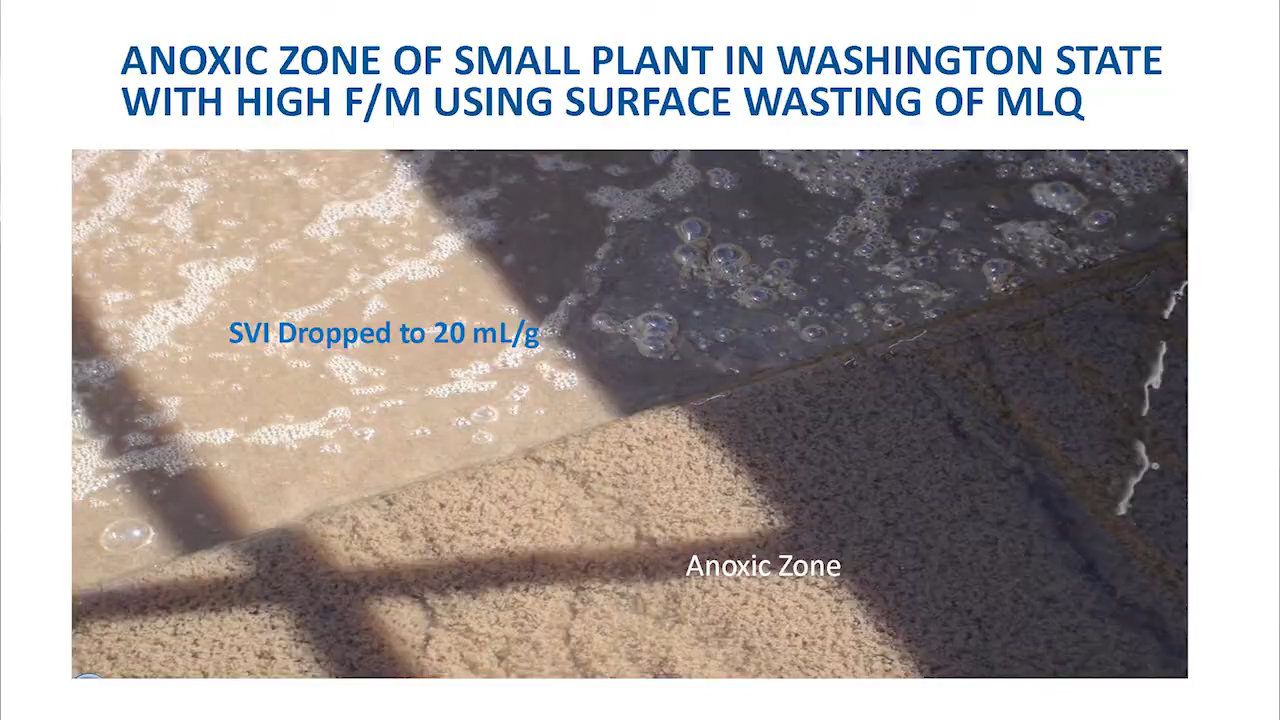 ANOXIC ZONE OF SMALL PLANT IN WASHINGTON STATE
WITH HIGH F/M USING SURFACE WASTING OF MLQ
SVI Dropped to 20 mL/g
Anoxic Zone